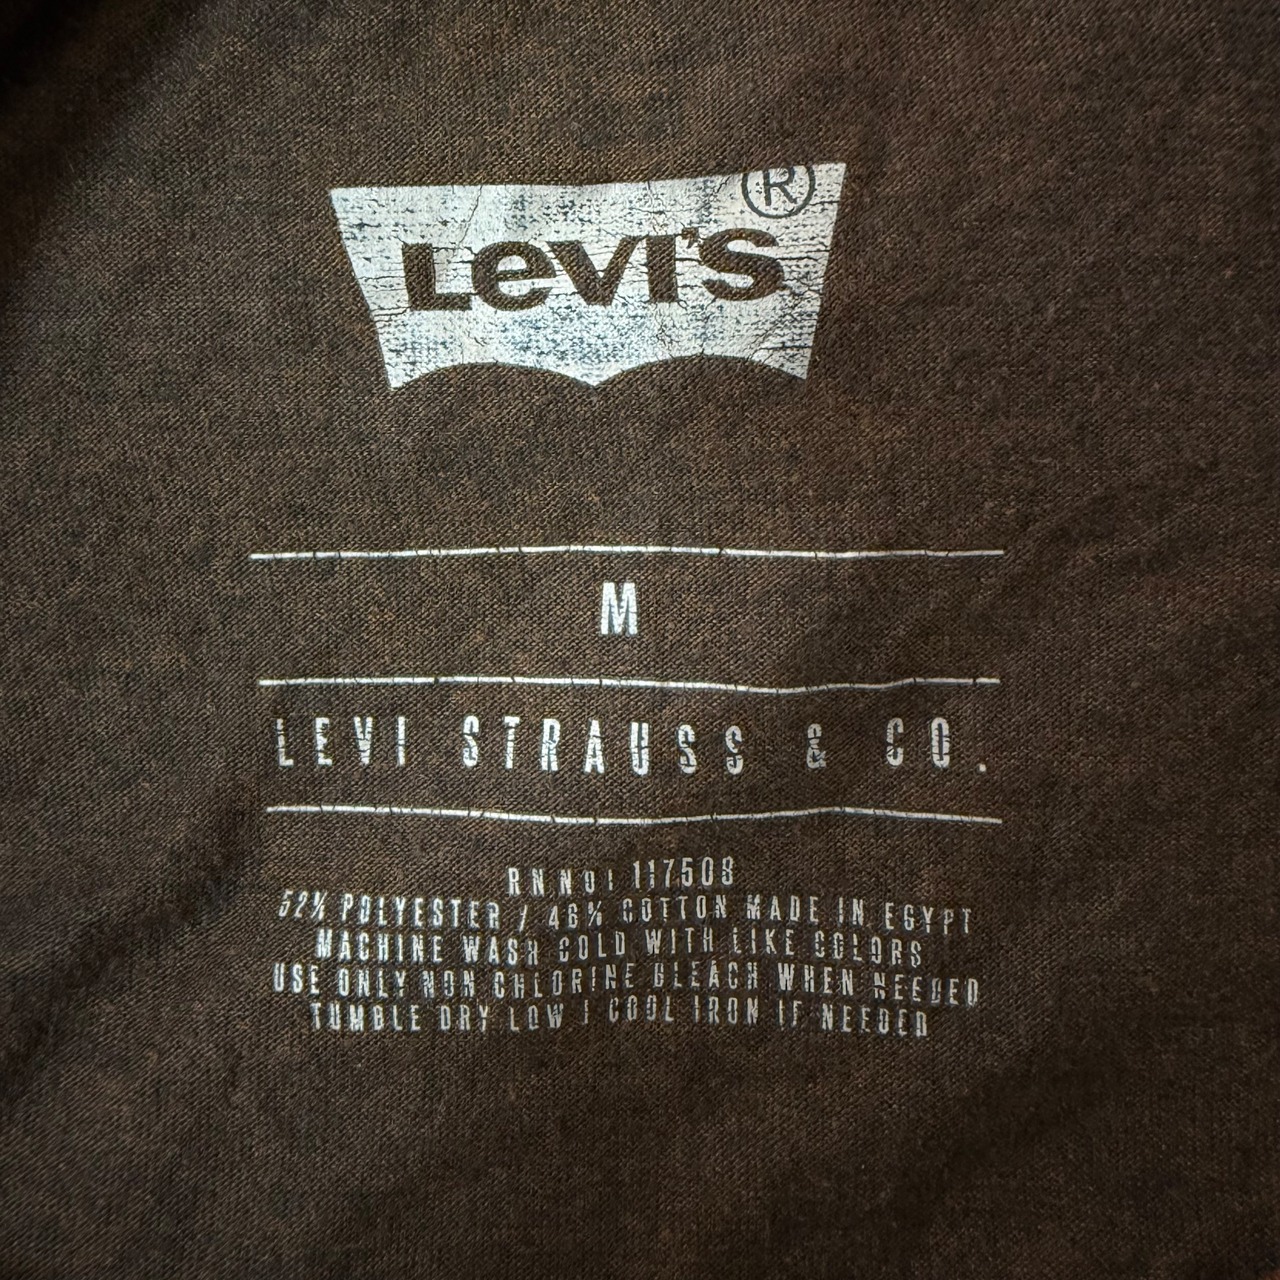 Levi's®
M
LEVI STRAUSS & CO.
RN NO: 117508
52% POLYESTER / 48% COTTON MADE IN EGYPT
MACHINE WASH COLD WITH LIKE COLORS
USE ONLY NON CHLORINE BLEACH WHEN NEEDED
TUMBLE DRY LOW / COOL IRON IF NEEDED